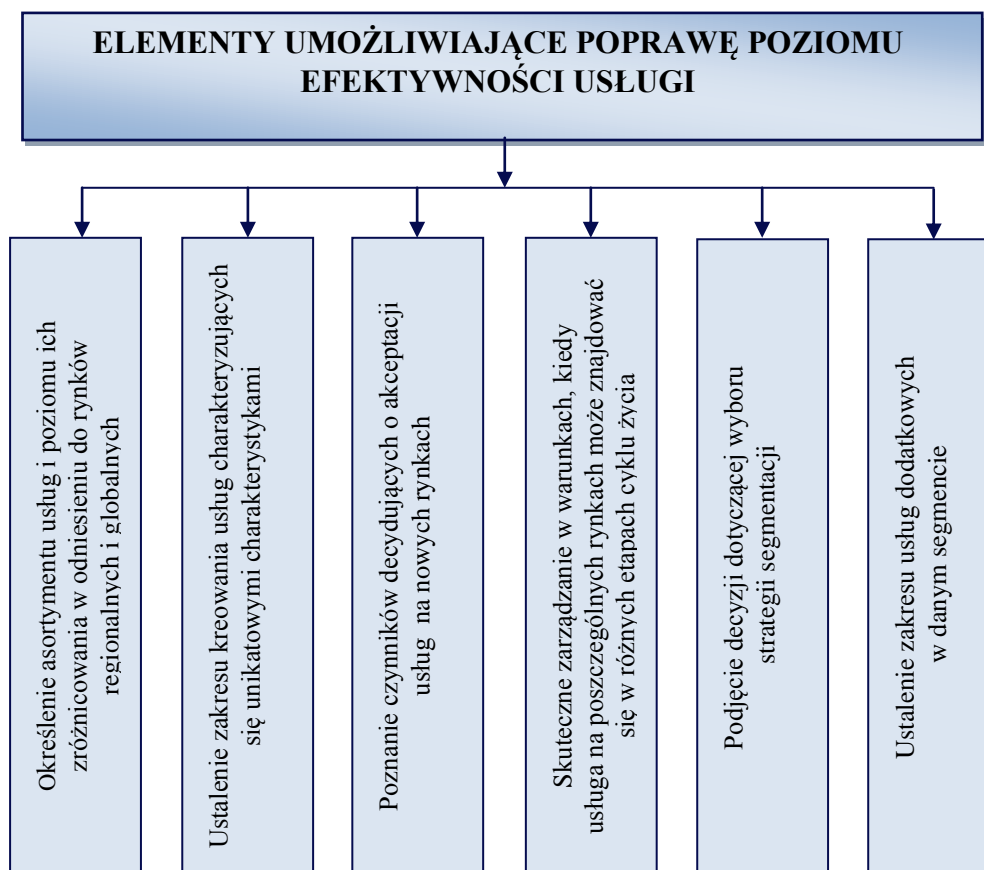 ELEMENTY UMOŻLIWIAJĄCE POPRAWĘ POZIOMU
EFEKTYWNOŚCI USŁUGI
Określenie asortymentu usług i poziomu ich
zróżnicowania w odniesieniu do rynków
regionalnych i globalnych
Ustalenie zakresu kreowania usług charakteryzujących
się unikatowymi charakterystykami
Poznanie czynników decydujących o akceptacji
usług na nowych rynkach
Skuteczne zarządzanie w warunkach, kiedy
usługa na poszczególnych rynkach może znajdować
się w różnych etapach cyklu życia
Podjęcie decyzji dotyczącej wyboru
strategii segmentacji
Ustalenie zakresu usług dodatkowych
w danym segmencie